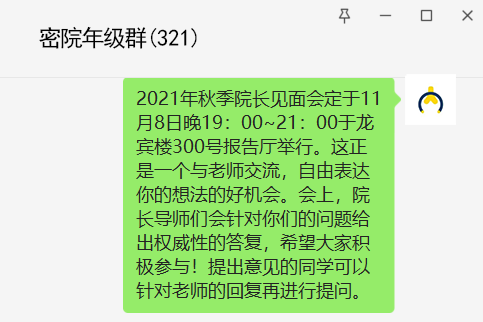 密院年级群(321)
2021年秋季院长见面会定于11
月8日晚19：00~21：00于龙
宾楼300号报告厅举行。这正
是一个与老师交流，自由表达
你的想法的好机会。会上，院
长导师们会针对你们的问题给
出权威性的答复，希望大家积
极参与！提出意见的同学可以
针对老师的回复再进行提问。